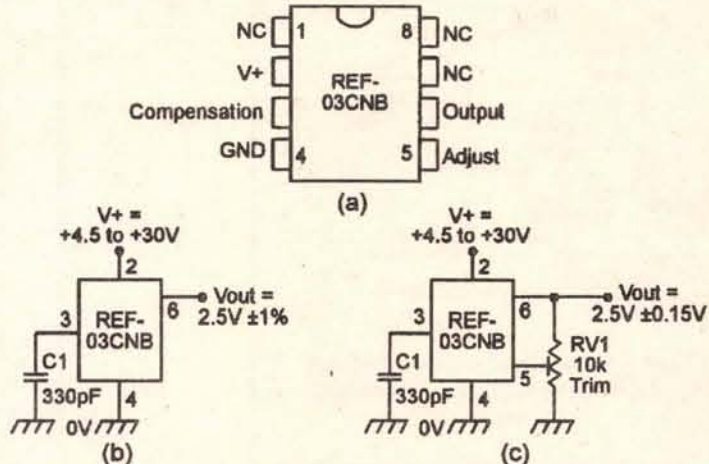 NC 1 8 NC
V+ REF- NC
03CNB
Compensation Output
GND 4 5 Adjust
(a)
V+ =
+4.5 to +30V
2
3 REF- 6 Vout =
03CNB 2.5V ±1%
C1
330pF 4
0V
(b)
V+ =
+4.5 to +30V
2
3 REF- 6 Vout =
03CNB 2.5V ±0.15V
C1 5 RV1
10k
Trim
330pF 4
0V
(c)